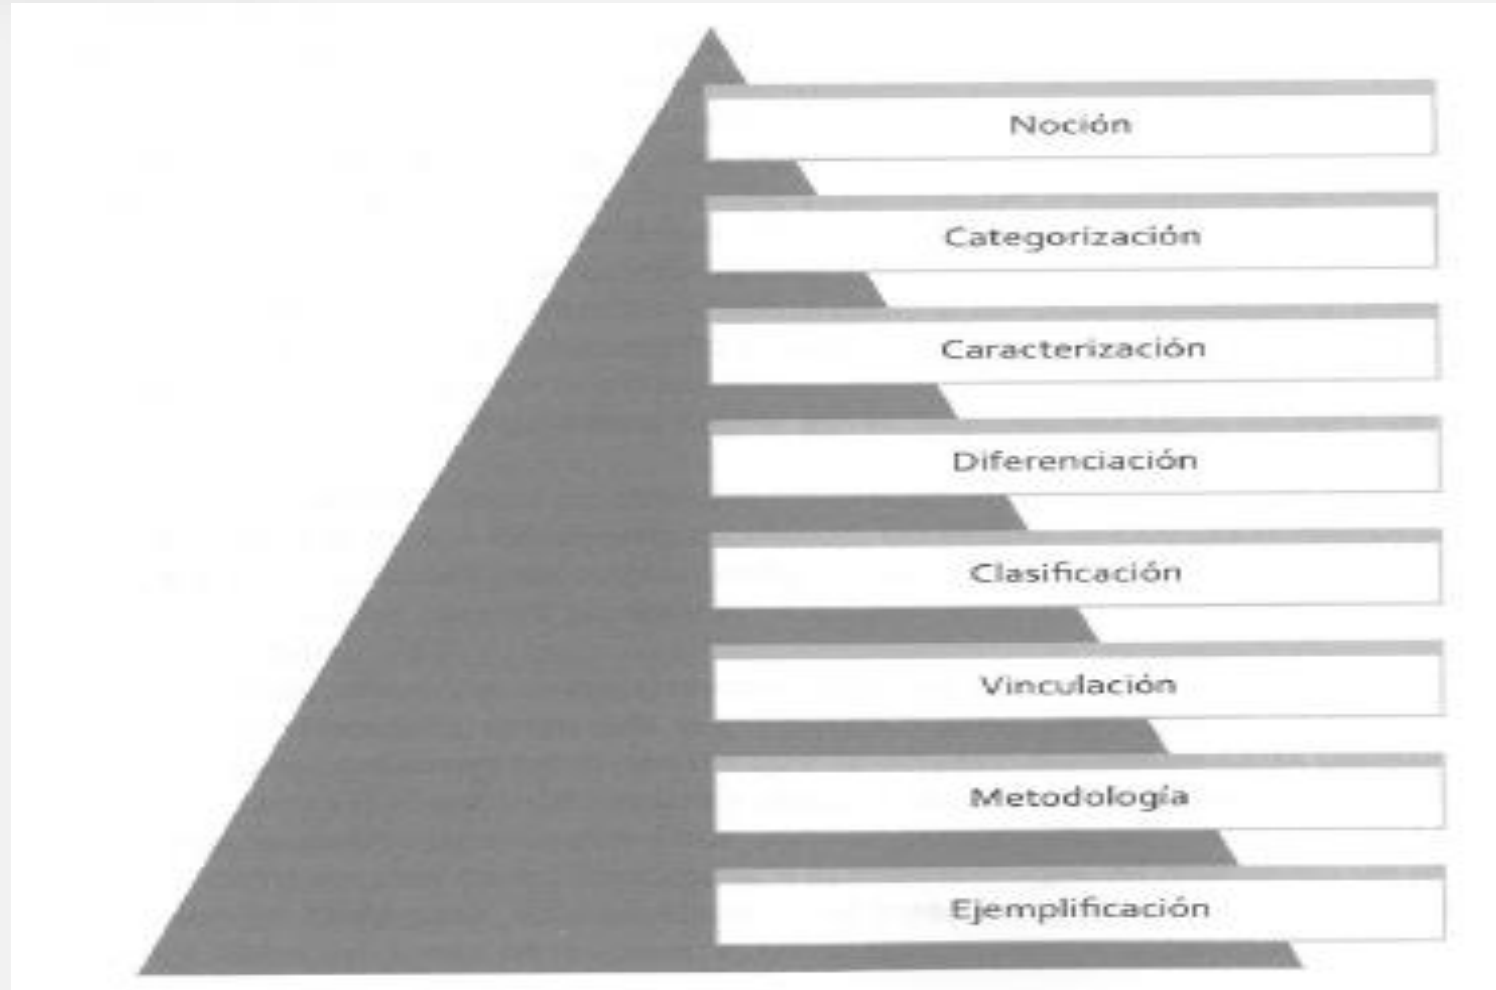 Noción
Categorización
Caracterización
Diferenciación
Clasificación
Vinculación
Metodología
Ejemplificación